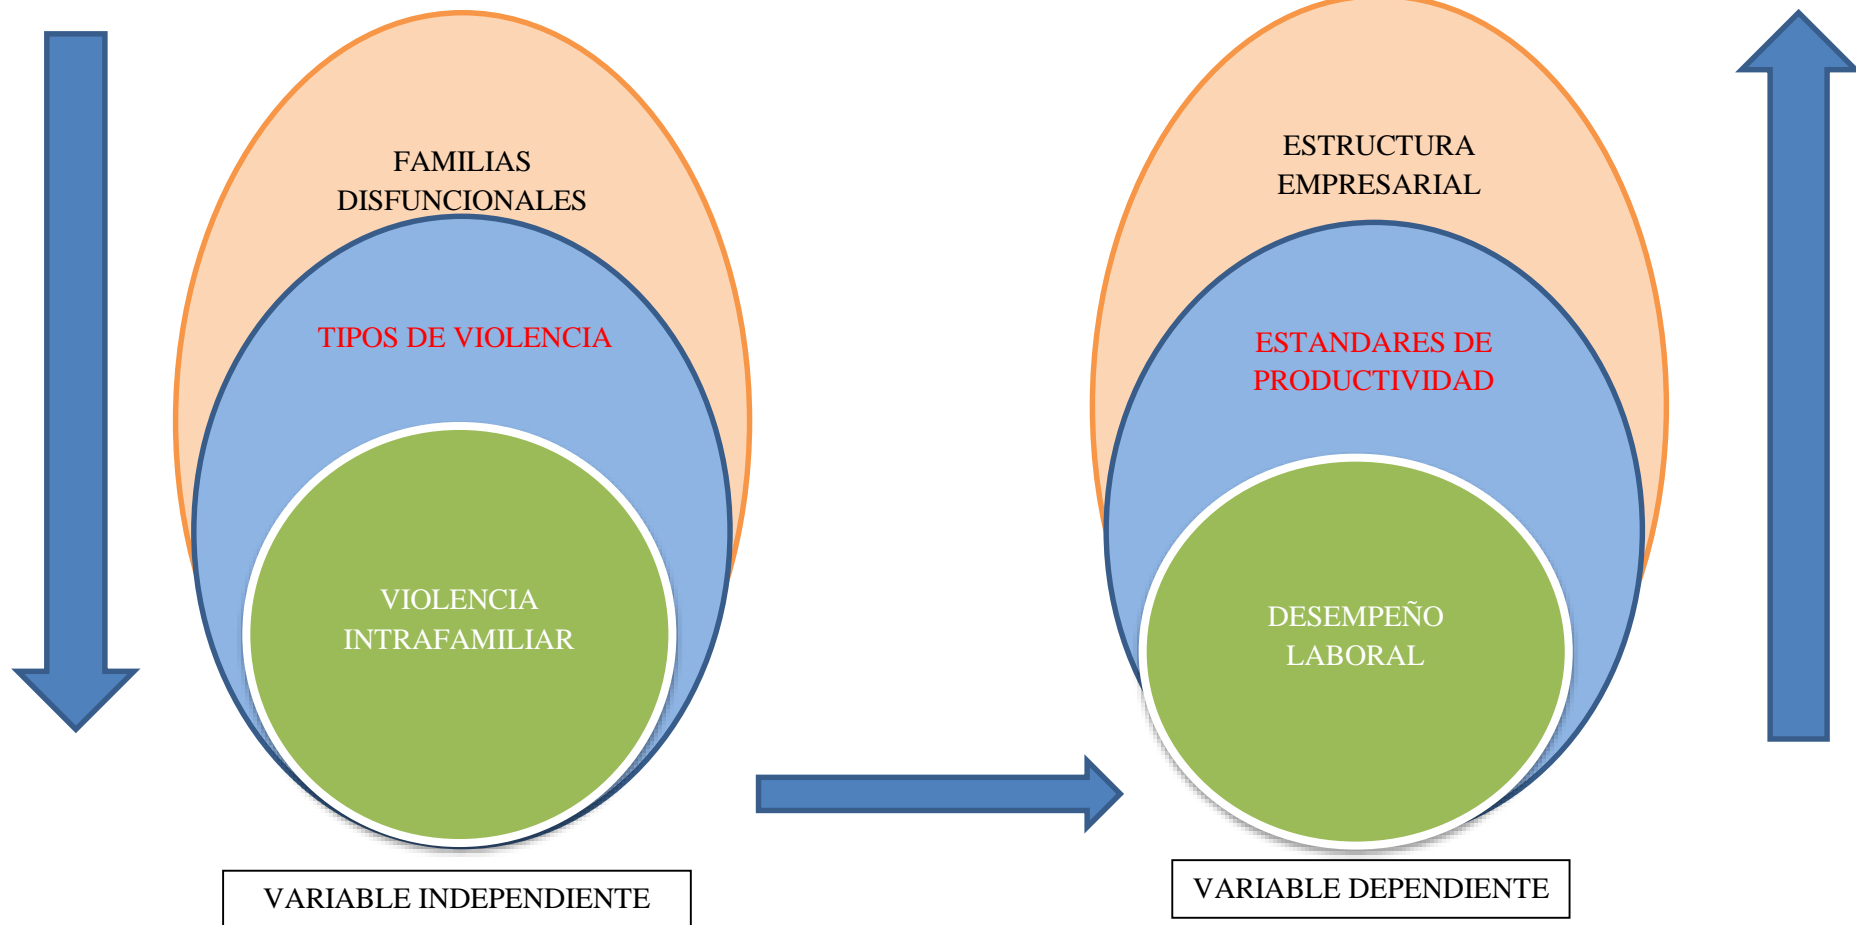 FAMILIAS
DISFUNCIONALES
TIPOS DE VIOLENCIA
VIOLENCIA
INTRAFAMILIAR
VARIABLE INDEPENDIENTE
ESTRUCTURA
EMPRESARIAL
ESTANDARES DE
PRODUCTIVIDAD
DESEMPEÑO
LABORAL
VARIABLE DEPENDIENTE